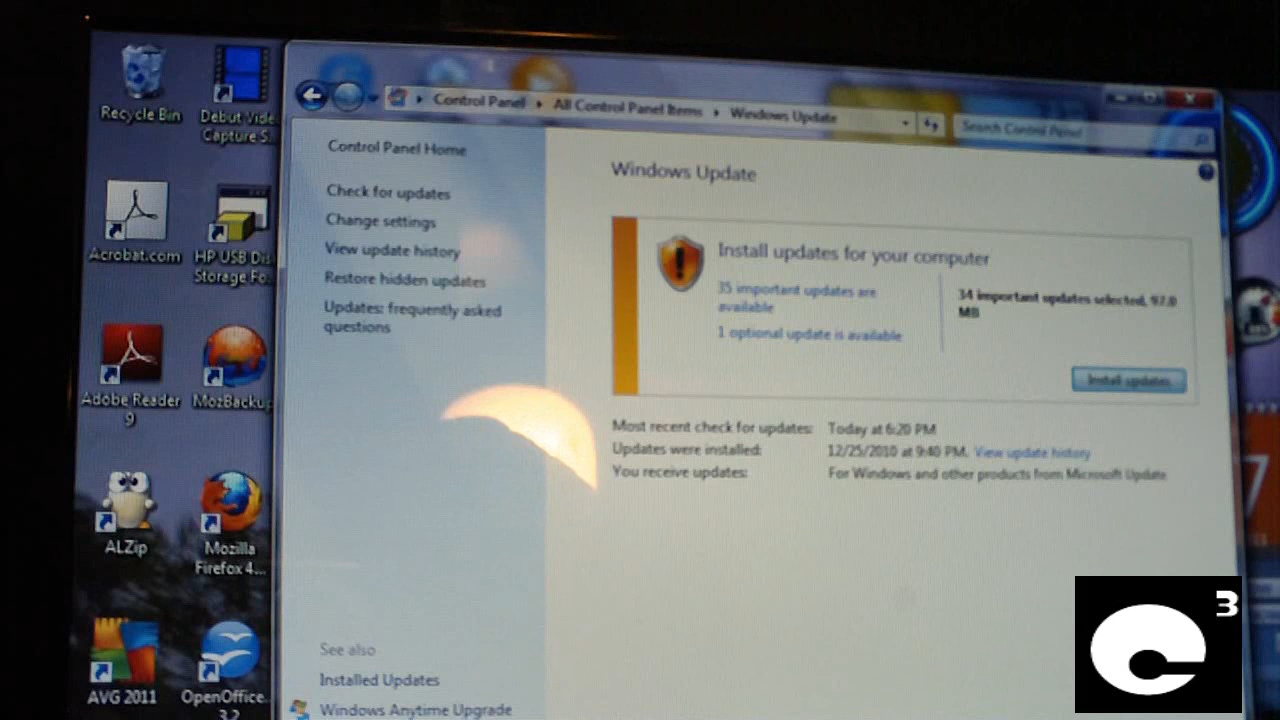 Recycle Bin
Debut Vide
Capture S...
Acrobat.com
HP USB Dis
Storage Fo...
Adobe Reader
9
MozBackup
ALZip
Mozilla
Firefox 4...
AVG 2011
OpenOffice.
3.2
Control Panel
All Control Panel Items
Windows Update
Search Control Panel
Control Panel Home
Check for updates
Change settings
View update history
Restore hidden updates
Updates: frequently asked
questions
See also
Installed Updates
Windows Anytime Upgrade
Windows Update
Install updates for your computer
35 important updates are
available
1 optional update is available
34 important updates selected, 97.0
MB
Install updates
Most recent check for updates: Today at 6:20 PM
Updates were installed: 12/25/2010 at 9:40 PM. View update history
You receive updates: For Windows and other products from Microsoft Update
7
e3